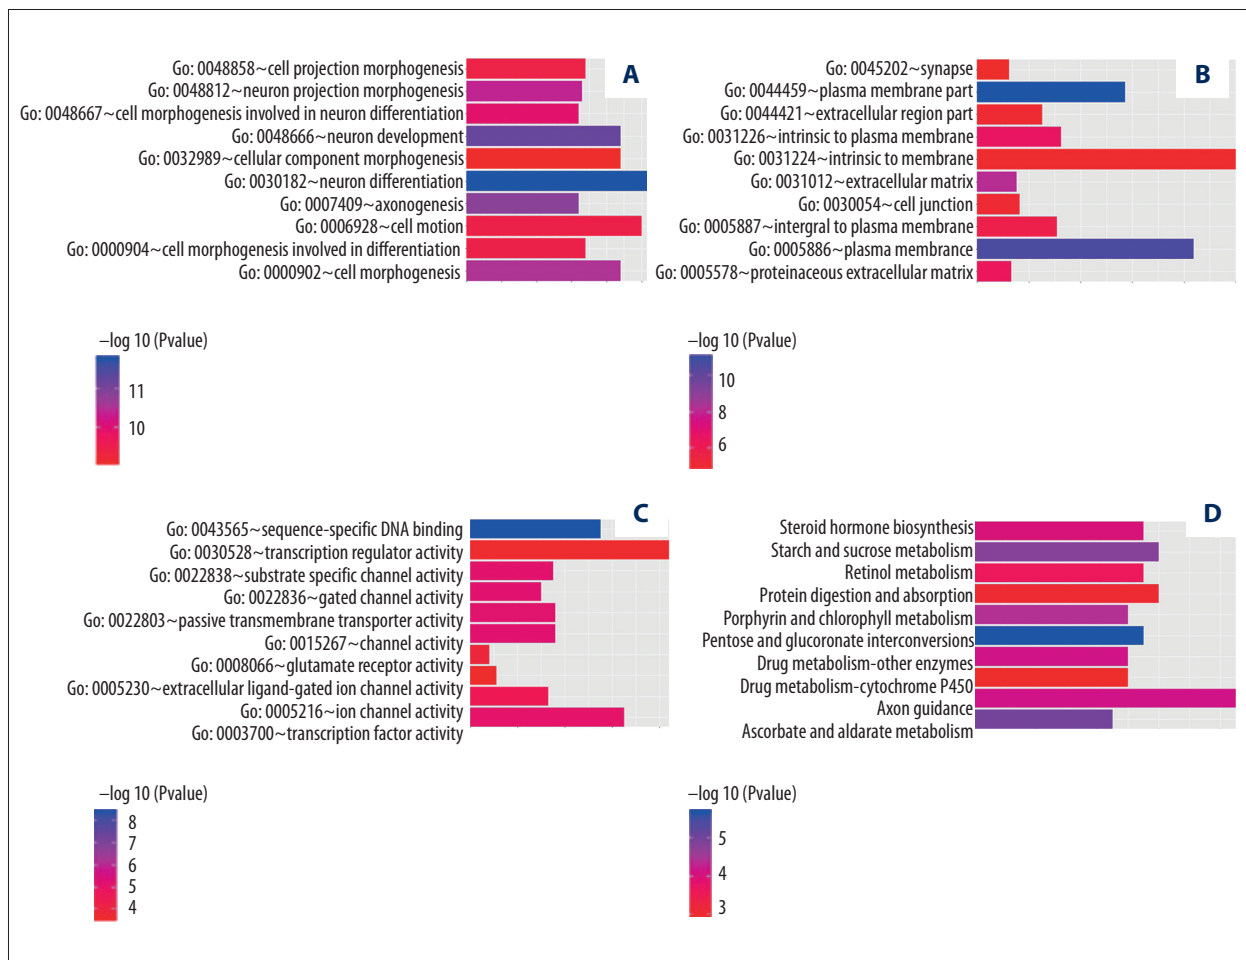 A
Go: 0048858~cell projection morphogenesis
Go: 0048812~neuron projection morphogenesis
Go: 0048667~cell morphogenesis involved in neuron differentiation
Go: 0048666~neuron development
Go: 0032989~cellular component morphogenesis
Go: 0030182~neuron differentiation
Go: 0007409~axonogenesis
Go: 0006928~cell motion
Go: 0000904~cell morphogenesis involved in differentiation
Go: 0000902~cell morphogenesis
–log 10 (Pvalue)
11
10
B
Go: 0045202~synapse
Go: 0044459~plasma membrane part
Go: 0044421~extracellular region part
Go: 0031226~intrinsic to plasma membrane
Go: 0031224~intrinsic to membrane
Go: 0031012~extracellular matrix
Go: 0030054~cell junction
Go: 0005887~intergral to plasma membrane
Go: 0005886~plasma membrance
Go: 0005578~proteinaceous extracellular matrix
–log 10 (Pvalue)
10
8
6
C
Go: 0043565~sequence-specific DNA binding
Go: 0030528~transcription regulator activity
Go: 0022838~substrate specific channel activity
Go: 0022836~gated channel activity
Go: 0022803~passive transmembrane transporter activity
Go: 0015267~channel activity
Go: 0008066~glutamate receptor activity
Go: 0005230~extracellular ligand-gated ion channel activity
Go: 0005216~ion channel activity
Go: 0003700~transcription factor activity
–log 10 (Pvalue)
8
7
6
5
4
D
Steroid hormone biosynthesis
Starch and sucrose metabolism
Retinol metabolism
Protein digestion and absorption
Porphyrin and chlorophyll metabolism
Pentose and glucoronate interconversions
Drug metabolism-other enzymes
Drug metabolism-cytochrome P450
Axon guidance
Ascorbate and aldarate metabolism
–log 10 (Pvalue)
5
4
3